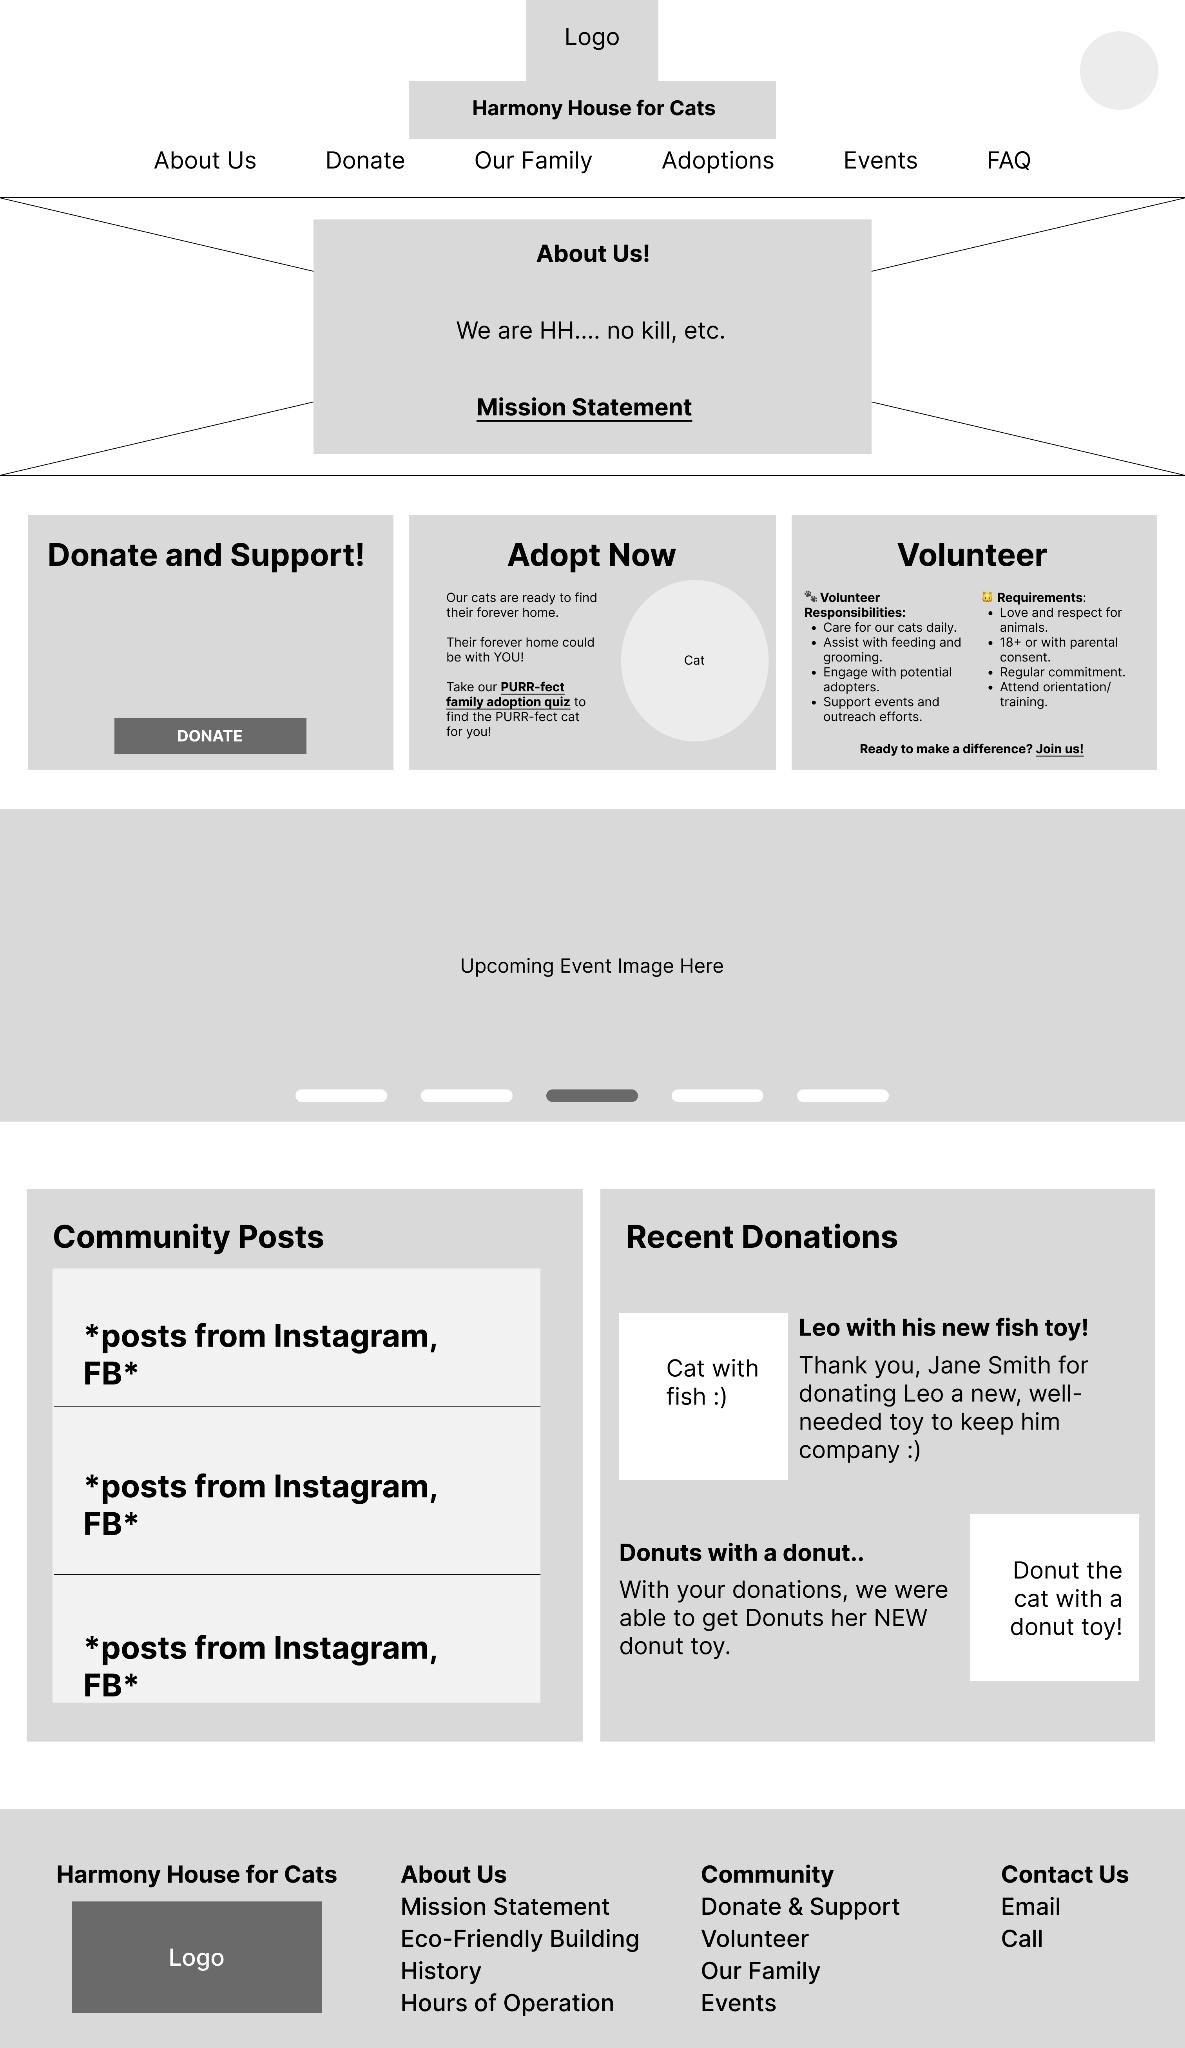 Logo
Harmony House for Cats
About Us
Donate
Our Family
Adoptions
Events
FAQ
About Us!
We are HH.... no kill, etc.
Mission Statement
Donate and Support!
DONATE
Adopt Now
Our cats are ready to find
their forever home.
Their forever home could
be with YOU!
Take our PURR-fect
family adoption quiz to
find the PURR-fect cat
for you!
Cat
Volunteer
🐾 Volunteer
Responsibilities:
• Care for our cats daily.
• Assist with feeding and
grooming.
• Engage with potential
adopters.
• Support events and
outreach efforts.
🐱 Requirements:
• Love and respect for
animals.
• 18+ or with parental
consent.
• Regular commitment.
• Attend orientation/
training.
Ready to make a difference? Join us!
Upcoming Event Image Here
Community Posts
*posts from Instagram,
FB*
*posts from Instagram,
FB*
*posts from Instagram,
FB*
Recent Donations
Cat with
fish :)
Leo with his new fish toy!
Thank you, Jane Smith for
donating Leo a new, well-
needed toy to keep him
company :)
Donuts with a donut..
With your donations, we were
able to get Donuts her NEW
donut toy.
Donut the
cat with a
donut toy!
Harmony House for Cats
Logo
About Us
Mission Statement
Eco-Friendly Building
History
Hours of Operation
Community
Donate & Support
Volunteer
Our Family
Events
Contact Us
Email
Call